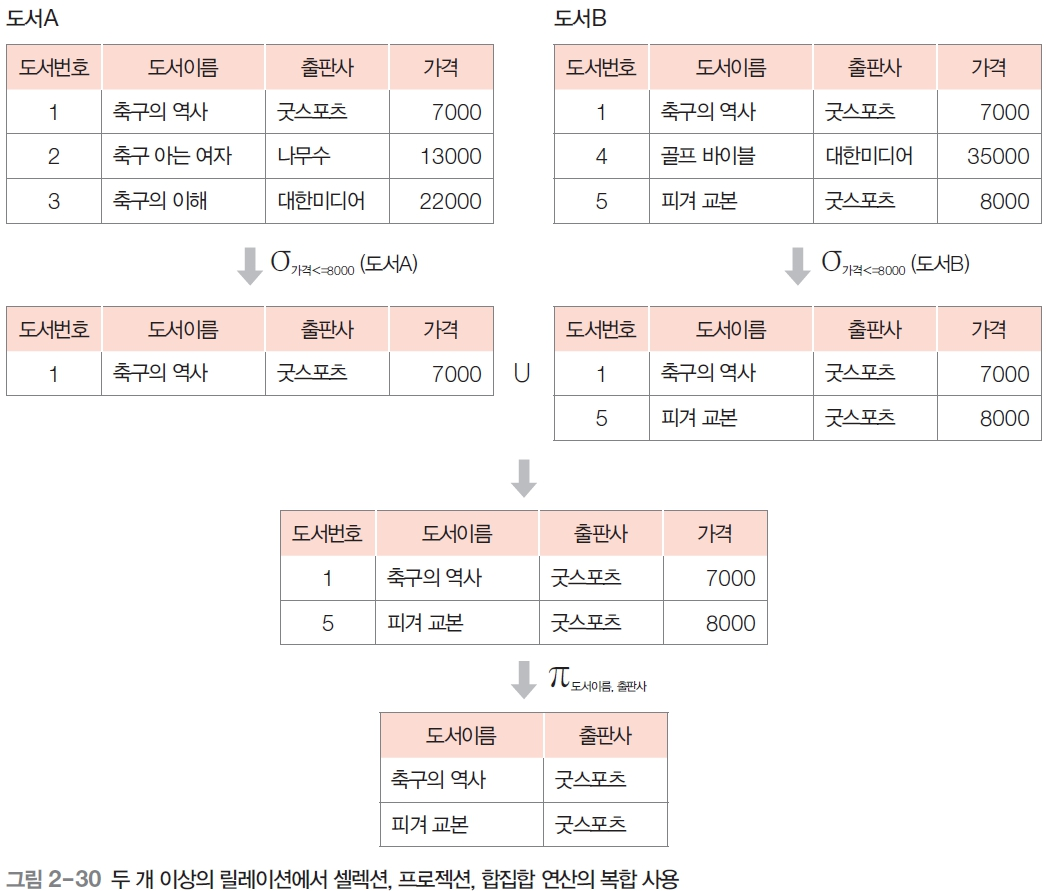 도서A
도서번호 도서이름 출판사 가격
1 축구의 역사 굿스포츠 7000
2 축구 아는 여자 나무수 13000
3 축구의 이해 대한미디어 22000
도서B
도서번호 도서이름 출판사 가격
1 축구의 역사 굿스포츠 7000
4 골프 바이블 대한미디어 35000
5 피겨 교본 굿스포츠 8000
σ가격<=8000 (도서A)
σ가격<=8000 (도서B)
도서번호 도서이름 출판사 가격
1 축구의 역사 굿스포츠 7000
∪
도서번호 도서이름 출판사 가격
1 축구의 역사 굿스포츠 7000
5 피겨 교본 굿스포츠 8000
도서번호 도서이름 출판사 가격
1 축구의 역사 굿스포츠 7000
5 피겨 교본 굿스포츠 8000
π도서이름, 출판사
도서이름 출판사
축구의 역사 굿스포츠
피겨 교본 굿스포츠
그림 2-30 두 개 이상의 릴레이션에서 셀렉션, 프로젝션, 합집합 연산의 복합 사용